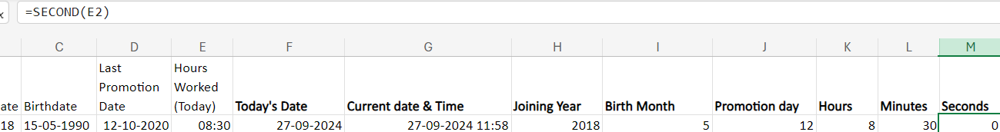 =SECOND(E2)
C D E F G H I J K L M
Last Hours
Promotion Worked
ate Birthdate Date (Today) Today's Date Current date & Time Joining Year Birth Month Promotion day Hours Minutes Seconds
18 15-05-1990 12-10-2020 08:30 27-09-2024 27-09-2024 11:58 2018 5 12 8 30 0